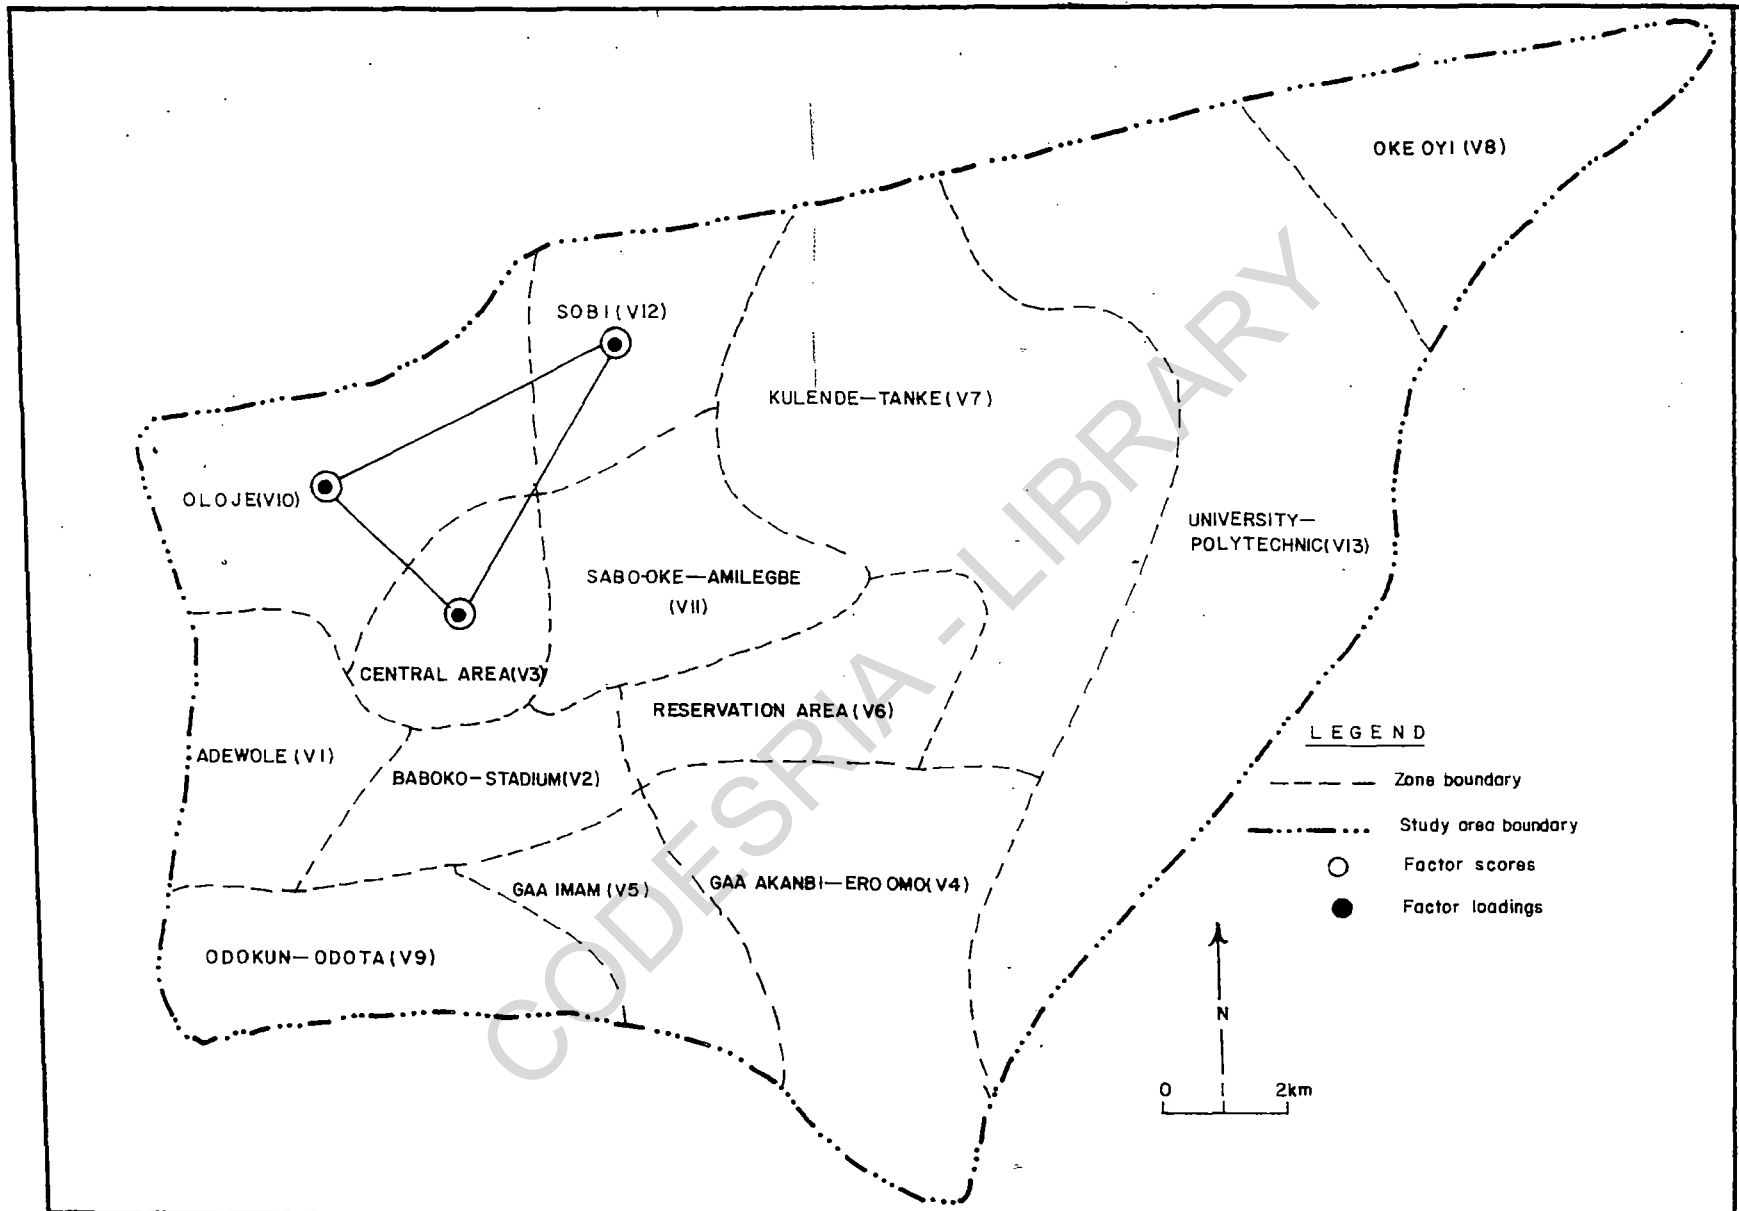 OKE OYI (V8)
SOBI (V12)
KULENDE—TANKE (V7)
OLOJE(V10)
UNIVERSITY—
POLYTECHNIC(V13)
SABO-OKE—AMILEGBE
(V11)
CENTRAL AREA(V3)
RESERVATION AREA (V6)
ADEWOLE (V1)
BABOKO—STADIUM(V2)
GAA IMAM (V5)
GAA AKANBI—ERO OMO(V4)
ODOKUN—ODOTA (V9)
LEGEND
Zone boundary
Study area boundary
Factor scores
Factor loadings
N
0 2km
CODESRIA - LIBRARY